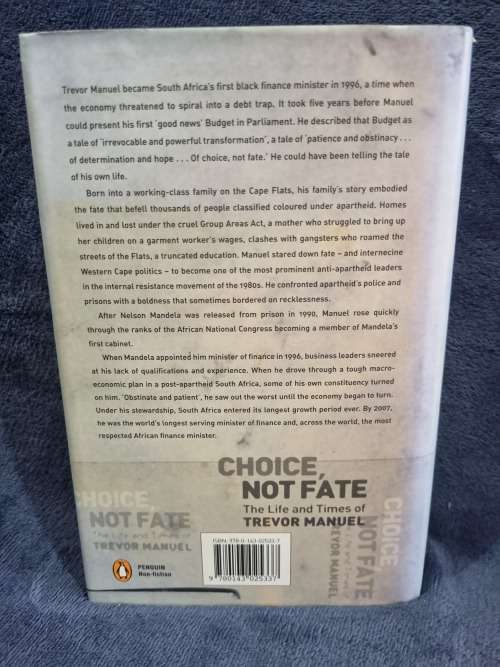 Trevor Manuel became South Africa's first black finance minister in 1996, a time when
the economy threatened to spiral into a debt trap. It took five years before Manuel
could present his first 'good news' Budget in Parliament. He described that Budget as
a tale of 'irrevocable and powerful transformation', a tale of 'patience and obstinacy . . .
of determination and hope . . . Of choice, not fate.' He could have been telling the tale
of his own life.
Born into a working-class family on the Cape Flats, his family's story embodied
the fate that befell thousands of people classified coloured under apartheid. Homes
lived in and lost under the cruel Group Areas Act, a mother who struggled to bring up
her children on a garment worker's wages, clashes with gangsters who roamed the
streets of the Flats, a truncated education. Manuel stared down fate – and internecine
Western Cape politics – to become one of the most prominent anti-apartheid leaders
in the internal resistance movement of the 1980s. He confronted apartheid's police and
prisons with a boldness that sometimes bordered on recklessness.
After Nelson Mandela was released from prison in 1990, Manuel rose quickly
through the ranks of the African National Congress becoming a member of Mandela's
first cabinet.
When Mandela appointed him minister of finance in 1996, business leaders sneered
at his lack of qualifications and experience. When he drove through a tough macro-
economic plan in a post-apartheid South Africa, some of his own constituency turned
on him. 'Obstinate and patient', he saw out the worst until the economy began to turn.
Under his stewardship, South Africa entered its longest growth period ever. By 2007,
he was the world's longest serving minister of finance and, across the world, the most
respected African finance minister.
CHOICE,
NOT FATE
The Life and Times of
TREVOR MANUEL
CHOICE
NOT FATE
The Life and Times of
TREVOR MANUEL
CHOICE
NOT FATE
TREVOR MANUEL
PENGUIN
Non-fiction
ISBN 978-0-143-02533-7
9 780143 025337